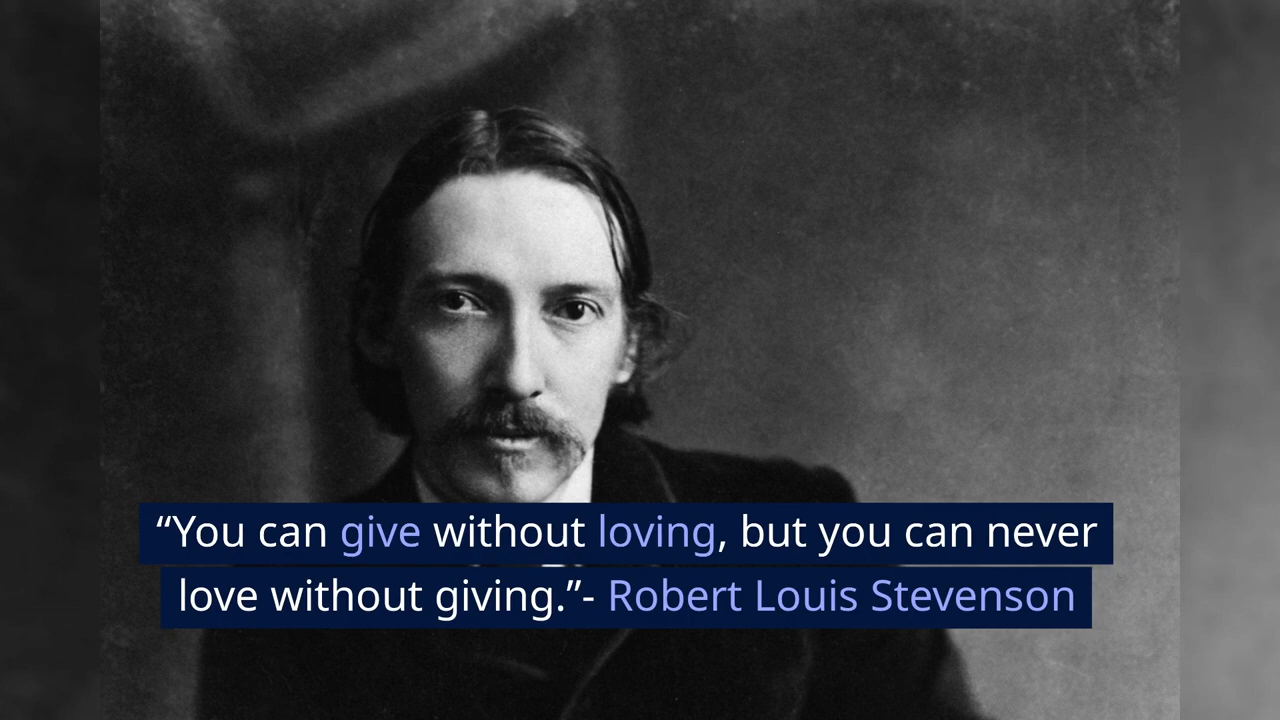 “You can give without loving, but you can never
love without giving.”- Robert Louis Stevenson